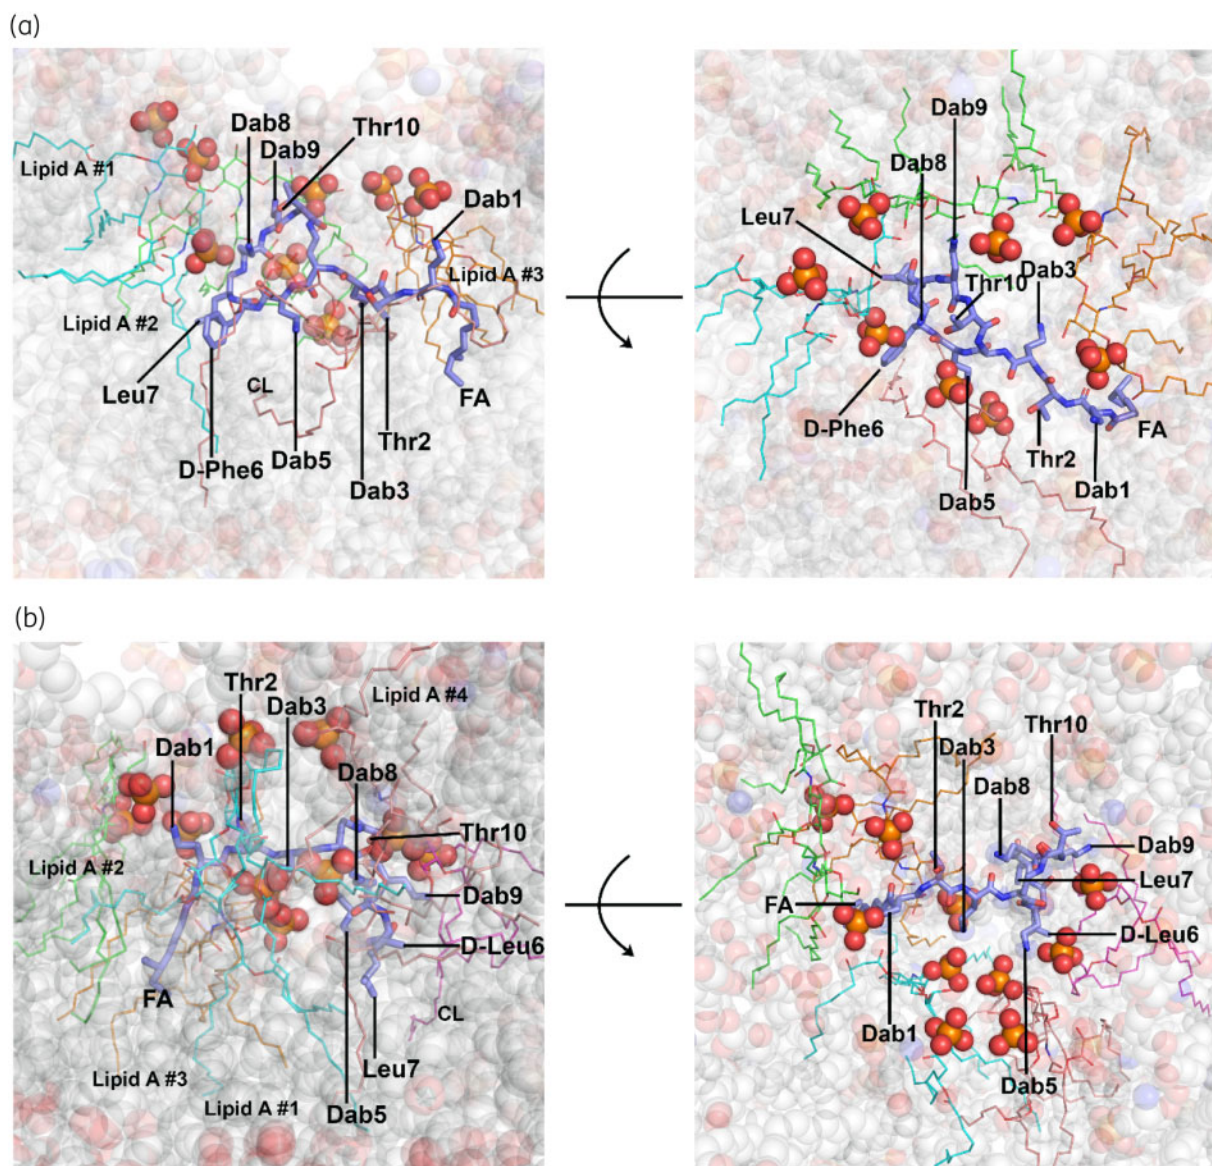 (a)
Dab8
Thr10
Dab9
Lipid A #1
Dab1
Lipid A #3
Lipid A #2
Leu7
CL
FA
D-Phe6
Dab5
Thr2
Dab3
Dab9
Dab8
Leu7
Dab3
Thr10
D-Phe6
FA
Thr2
Dab5
Dab1
(b)
Thr2
Lipid A #4
Dab3
Dab1
Dab8
Thr10
Lipid A #2
Dab9
D-Leu6
FA
CL
Leu7
Lipid A #3
Lipid A #1
Dab5
Thr2
Thr10
Dab3
Dab8
Dab9
Leu7
FA
D-Leu6
Dab1
Dab5